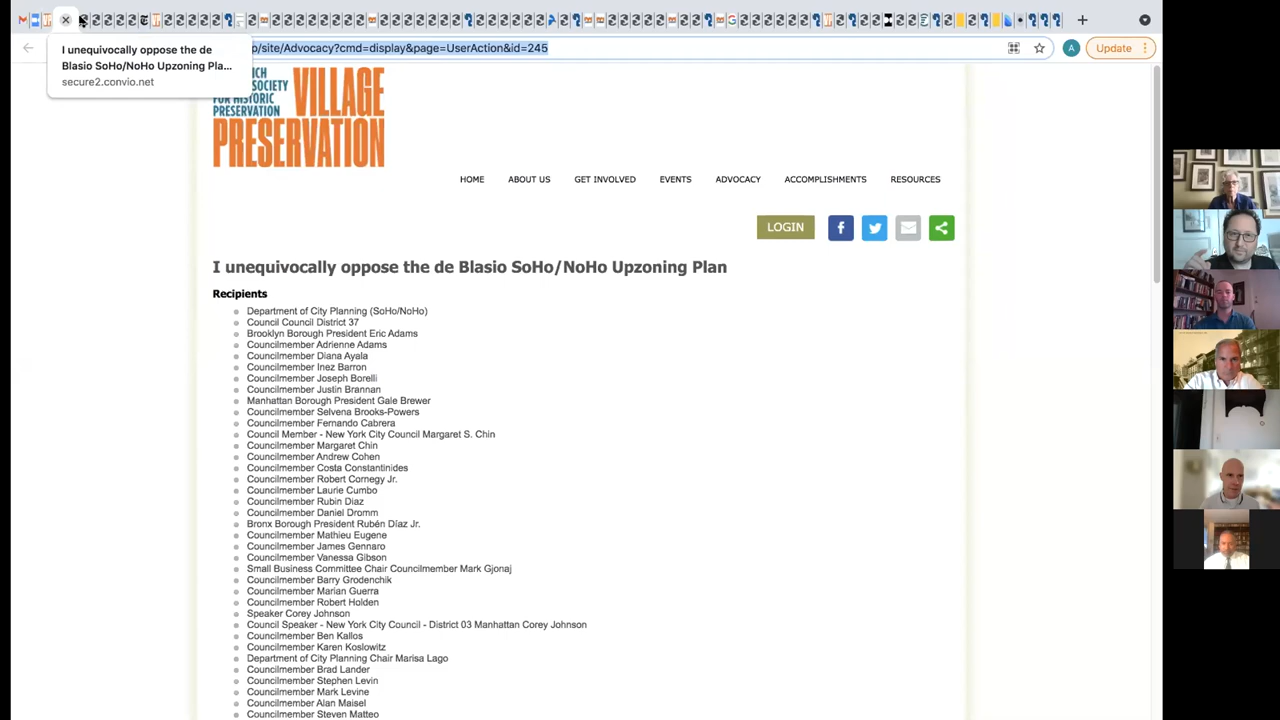 p/site/Advocacy?cmd=display&page=UserAction&id=245
A
Update
I unequivocally oppose the de
Blasio SoHo/NoHo Upzoning Pla...
secure2.convio.net
SOCIETY
FOR HISTORIC
PRESERVATION
VILLAGE
PRESERVATION
HOME
ABOUT US
GET INVOLVED
EVENTS
ADVOCACY
ACCOMPLISHMENTS
RESOURCES
LOGIN
I unequivocally oppose the de Blasio SoHo/NoHo Upzoning Plan
Recipients
Department of City Planning (SoHo/NoHo)
Council Council District 37
Brooklyn Borough President Eric Adams
Councilmember Adrienne Adams
Councilmember Diana Ayala
Councilmember Inez Barron
Councilmember Joseph Borelli
Councilmember Justin Brannan
Manhattan Borough President Gale Brewer
Councilmember Selvena Brooks-Powers
Councilmember Fernando Cabrera
Council Member - New York City Council Margaret S. Chin
Councilmember Margaret Chin
Councilmember Andrew Cohen
Councilmember Costa Constantinides
Councilmember Robert Cornegy Jr.
Councilmember Laurie Cumbo
Councilmember Rubin Diaz
Councilmember Daniel Dromm
Bronx Borough President Rubén Díaz Jr.
Councilmember Mathieu Eugene
Councilmember James Gennaro
Councilmember Vanessa Gibson
Small Business Committee Chair Councilmember Mark Gjonaj
Councilmember Barry Grodenchik
Councilmember Marian Guerra
Councilmember Robert Holden
Speaker Corey Johnson
Council Speaker - New York City Council - District 03 Manhattan Corey Johnson
Councilmember Ben Kallos
Councilmember Karen Koslowitz
Department of City Planning Chair Marisa Lago
Councilmember Brad Lander
Councilmember Stephen Levin
Councilmember Mark Levine
Councilmember Alan Maisel
Councilmember Steven Matteo